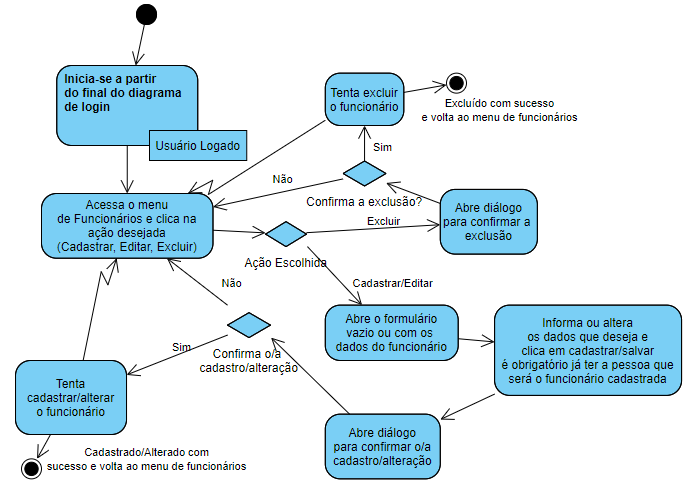 Inicia-se a partir
do final do diagrama
de login
Usuário Logado
Tenta excluir
o funcionário
Excluído com sucesso
e volta ao menu de funcionários
Sim
Não
Confirma a exclusão?
Acessa o menu
de Funcionários e clica na
ação desejada
(Cadastrar, Editar, Excluir)
Abre diálogo
para confirmar a
exclusão
Excluir
Ação Escolhida
Não
Cadastrar/Editar
Abre o formulário
vazio ou com os
dados do funcionário
Informa ou altera
os dados que deseja e
clica em cadastrar/salvar
é obrigatório já ter a pessoa que
será o funcionário cadastrada
Sim
Confirma o/a
cadastro/alteração
Tenta
cadastrar/alterar
o funcionário
Abre diálogo
para confirmar o/a
cadastro/alteração
Cadastrado/Alterado com
sucesso e volta ao menu de funcionários